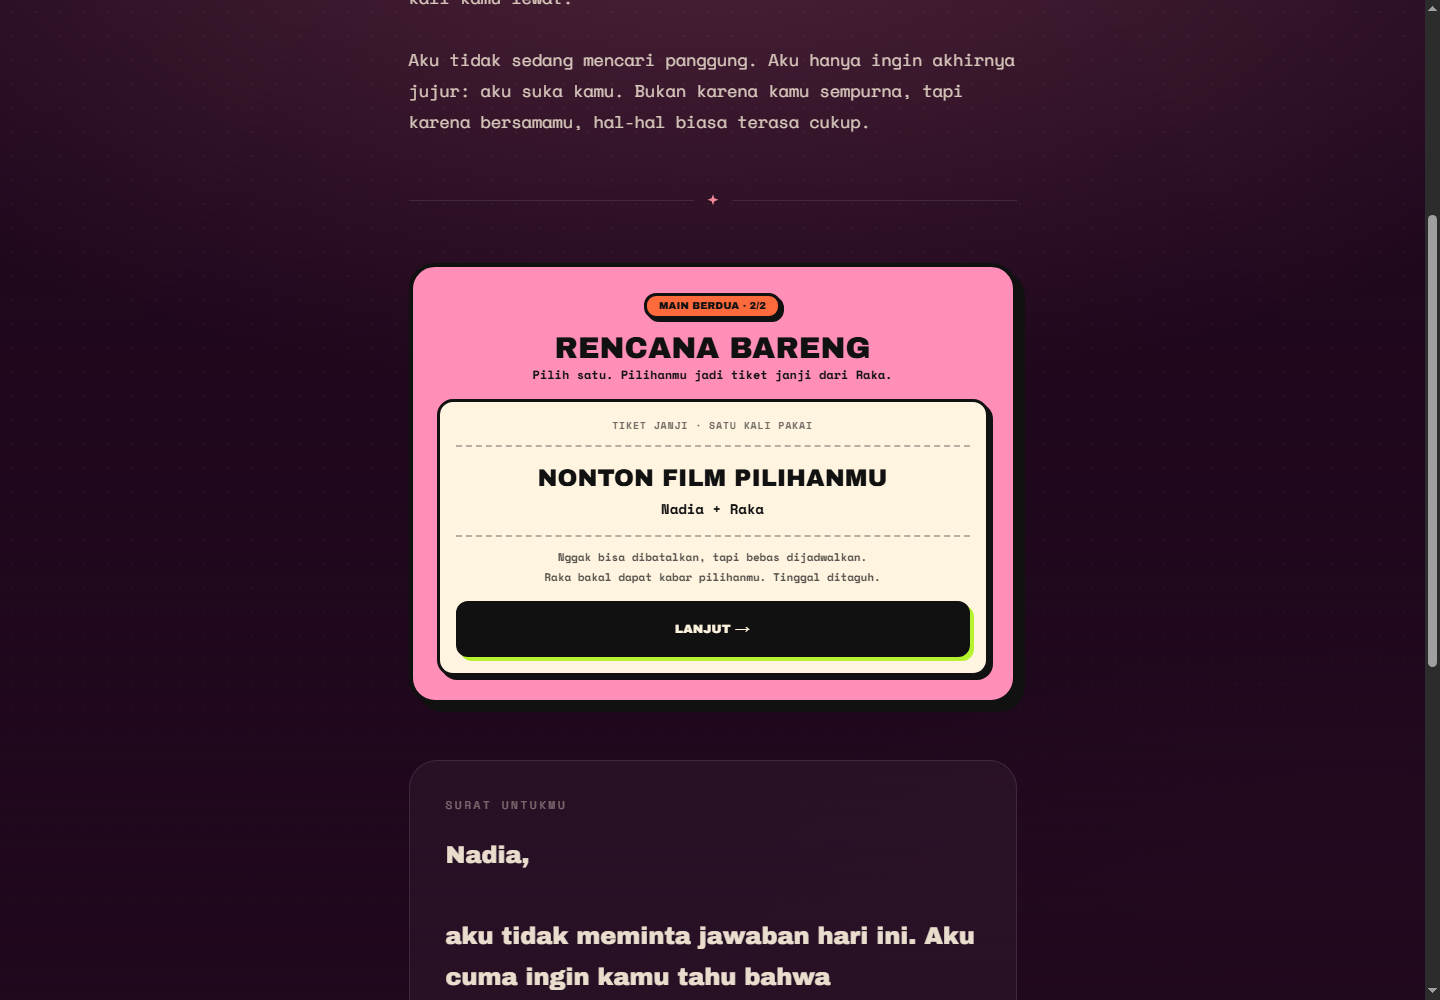 kali kamu lewat.
Aku tidak sedang mencari panggung. Aku hanya ingin akhirnya
jujur: aku suka kamu. Bukan karena kamu sempurna, tapi
karena bersamamu, hal-hal biasa terasa cukup.
MAIN BERDUA · 2/2
RENCANA BARENG
Pilih satu. Pilihanmu jadi tiket janji dari Raka.
TIKET JANJI · SATU KALI PAKAI
NONTON FILM PILIHANMU
Nadia + Raka
Nggak bisa dibatalkan, tapi bebas dijadwalkan.
Raka bakal dapat kabar pilihanmu. Tinggal ditaguh.
LANJUT →
SURAT UNTUKMU
Nadia,
aku tidak meminta jawaban hari ini. Aku
cuma ingin kamu tahu bahwa